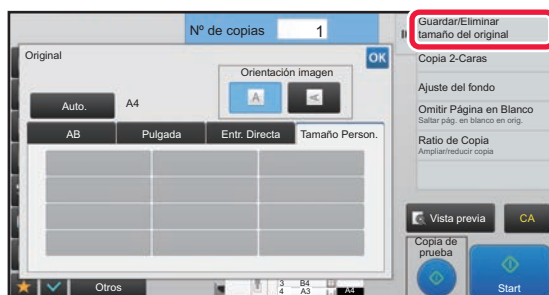 Nº de copias 1
Original
OK
Orientación imagen
A
A
Auto. A4
AB Pulgada Entr. Directa Tamaño Person.
Guardar/Eliminar
tamaño del original
Copia 2-Caras
Ajuste del fondo
Omitir Página en Blanco
Saltar pág. en blanco en orig.
Ratio de Copia
Ampliar/reducir copia
Vista previa
CA
Copia de
prueba
Start
Otros
3 B4
4 A3
A4